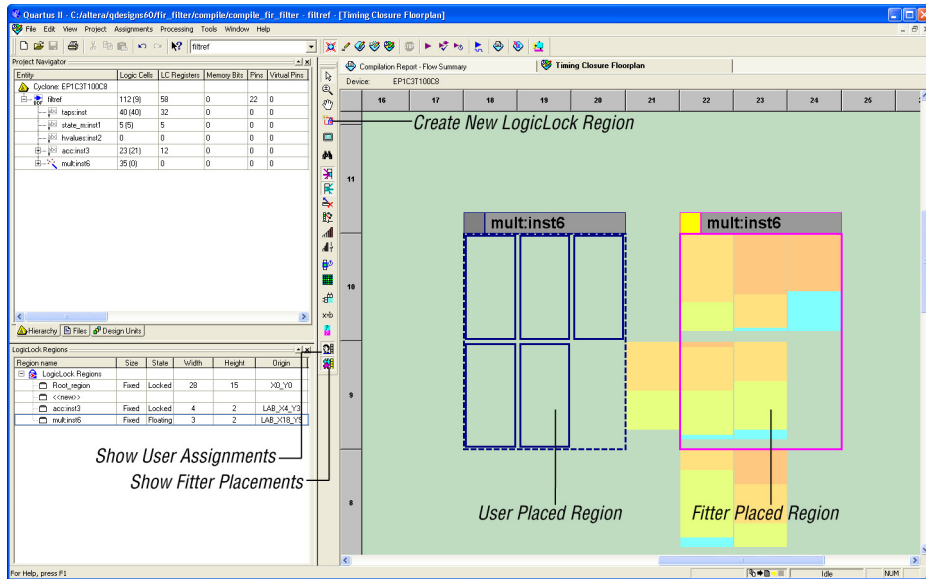 Quartus II - C:/altera/qdesigns60/fir_filter/compile/compile_fir_filter - filtref - [Timing Closure Floorplan]
File Edit View Project Assignments Processing Tools Window Help
filtref
Project Navigator
Entity Logic Cells LC Registers Memory Bits Pins Virtual Pins
Cyclone: EP1C3T100C8
filtref 112 (9) 58 0 22 0
taps:inst 40 (40) 32 0 0 0
state_m:inst1 5 (5) 5 0 0 0
hvalues:inst2 0 0 0 0 0
acc:inst3 23 (21) 12 0 0 0
mult:inst6 35 (0) 0 0 0 0
Hierarchy Files Design Units
LogicLock Regions
Region name Size State Width Height Origin
LogicLock Regions
Root_region Fixed Locked 28 15 X0_Y0
<<new>>
acc:inst3 Fixed Locked 4 2 LAB_X4_Y3
mult:inst6 Fixed Floating 3 2 LAB_X18_Y9
Show User Assignments
Show Fitter Placements
Compilation Report - Flow Summary Timing Closure Floorplan
Device: EP1C3T100C8
16 17 18 19 20 21 22 23 24 25
Create New LogicLock Region
11
mult:inst6 mult:inst6
10
9
8
User Placed Region Fitter Placed Region
For Help, press F1 Idle NUM